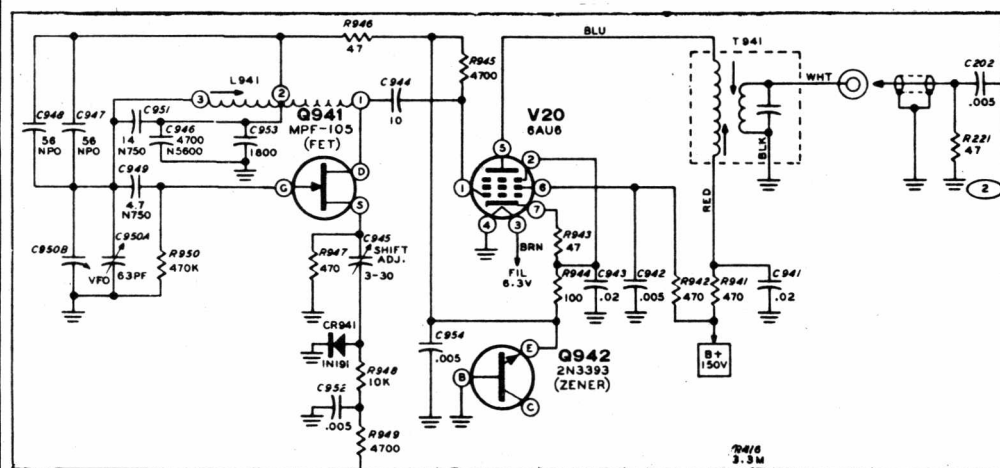 R946
47
BLU
T941
C202
.005
R945
4700
L941
3
2
1
C944
10
WHT
C948
56
NPO
C947
56
NPO
C951
14
N750
C946
4700
N5600
C953
1800
Q941
MPF-105
(FET)
V20
6AU6
5
2
1
6
7
4
3
BLK
R221
47
2
C949
4.7
N750
G
D
S
RED
BRN
FIL
6.3V
C950B
VFO
C950A
63PF
R950
470K
R947
470
C945
SHIFT
ADJ.
3-30
R943
47
R944
100
C943
.02
C942
.005
R942
470
R941
470
C941
.02
CR941
1N191
C954
.005
E
B
C
Q942
2N3393
(ZENER)
B+
150V
R948
10K
C952
.005
R949
4700
R416
3.3M